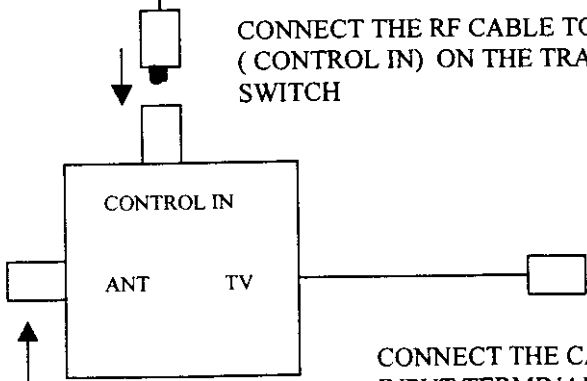 CONNECT THE RF CABLE TO
( CONTROL IN) ON THE TRA
SWITCH
CONTROL IN
ANT TV
CONNECT THE CA
INPUT TERMINA